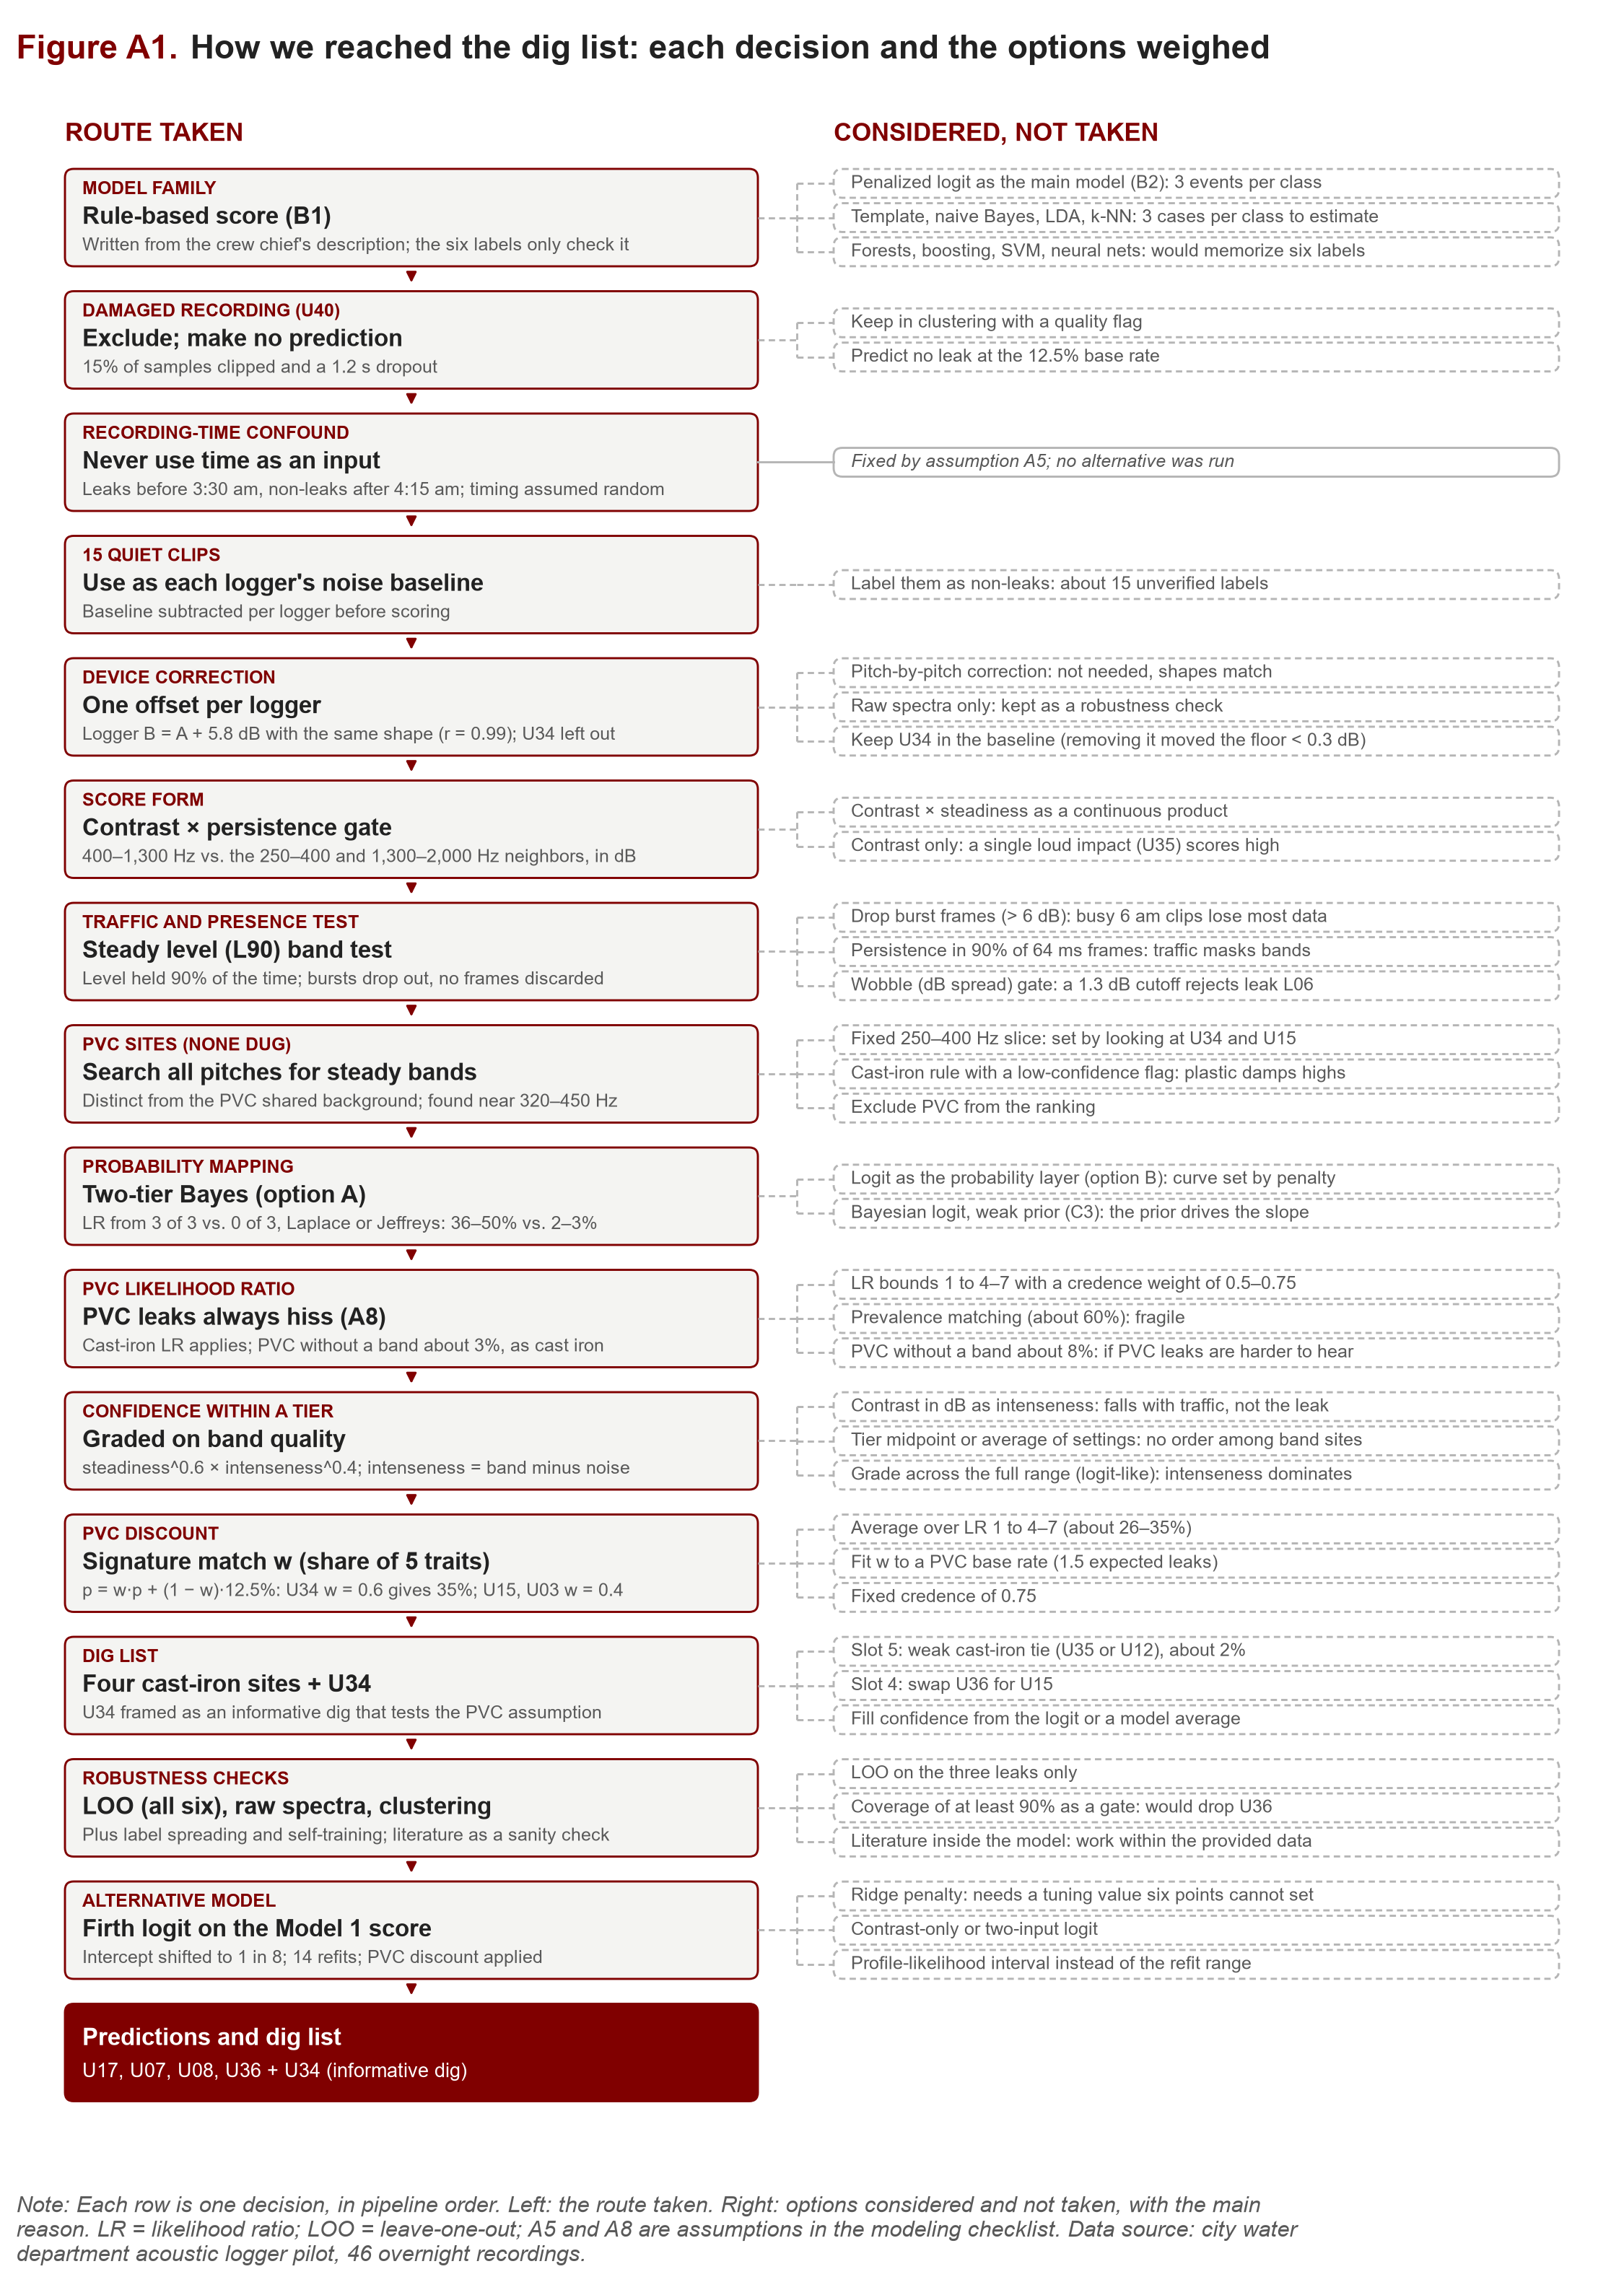 Figure A1. How we reached the dig list: each decision and the options weighed
ROUTE TAKEN
CONSIDERED, NOT TAKEN
MODEL FAMILY
Rule-based score (B1)
Written from the crew chief's description; the six labels only check it
Penalized logit as the main model (B2): 3 events per class
Template, naive Bayes, LDA, k-NN: 3 cases per class to estimate
Forests, boosting, SVM, neural nets: would memorize six labels
DAMAGED RECORDING (U40)
Exclude; make no prediction
15% of samples clipped and a 1.2 s dropout
Keep in clustering with a quality flag
Predict no leak at the 12.5% base rate
RECORDING-TIME CONFOUND
Never use time as an input
Leaks before 3:30 am, non-leaks after 4:15 am; timing assumed random
Fixed by assumption A5; no alternative was run
15 QUIET CLIPS
Use as each logger's noise baseline
Baseline subtracted per logger before scoring
Label them as non-leaks: about 15 unverified labels
DEVICE CORRECTION
One offset per logger
Logger B = A + 5.8 dB with the same shape (r = 0.99); U34 left out
Pitch-by-pitch correction: not needed, shapes match
Raw spectra only: kept as a robustness check
Keep U34 in the baseline (removing it moved the floor < 0.3 dB)
SCORE FORM
Contrast × persistence gate
400–1,300 Hz vs. the 250–400 and 1,300–2,000 Hz neighbors, in dB
Contrast × steadiness as a continuous product
Contrast only: a single loud impact (U35) scores high
TRAFFIC AND PRESENCE TEST
Steady level (L90) band test
Level held 90% of the time; bursts drop out, no frames discarded
Drop burst frames (> 6 dB): busy 6 am clips lose most data
Persistence in 90% of 64 ms frames: traffic masks bands
Wobble (dB spread) gate: a 1.3 dB cutoff rejects leak L06
PVC SITES (NONE DUG)
Search all pitches for steady bands
Distinct from the PVC shared background; found near 320–450 Hz
Fixed 250–400 Hz slice: set by looking at U34 and U15
Cast-iron rule with a low-confidence flag: plastic damps highs
Exclude PVC from the ranking
PROBABILITY MAPPING
Two-tier Bayes (option A)
LR from 3 of 3 vs. 0 of 3, Laplace or Jeffreys: 36–50% vs. 2–3%
Logit as the probability layer (option B): curve set by penalty
Bayesian logit, weak prior (C3): the prior drives the slope
PVC LIKELIHOOD RATIO
PVC leaks always hiss (A8)
Cast-iron LR applies; PVC without a band about 3%, as cast iron
LR bounds 1 to 4–7 with a credence weight of 0.5–0.75
Prevalence matching (about 60%): fragile
PVC without a band about 8%: if PVC leaks are harder to hear
CONFIDENCE WITHIN A TIER
Graded on band quality
steadiness^0.6 × intenseness^0.4; intenseness = band minus noise
Contrast in dB as intenseness: falls with traffic, not the leak
Tier midpoint or average of settings: no order among band sites
Grade across the full range (logit-like): intenseness dominates
PVC DISCOUNT
Signature match w (share of 5 traits)
p = w·p + (1 − w)·12.5%: U34 w = 0.6 gives 35%; U15, U03 w = 0.4
Average over LR 1 to 4–7 (about 26–35%)
Fit w to a PVC base rate (1.5 expected leaks)
Fixed credence of 0.75
DIG LIST
Four cast-iron sites + U34
U34 framed as an informative dig that tests the PVC assumption
Slot 5: weak cast-iron tie (U35 or U12), about 2%
Slot 4: swap U36 for U15
Fill confidence from the logit or a model average
ROBUSTNESS CHECKS
LOO (all six), raw spectra, clustering
Plus label spreading and self-training; literature as a sanity check
LOO on the three leaks only
Coverage of at least 90% as a gate: would drop U36
Literature inside the model: work within the provided data
ALTERNATIVE MODEL
Firth logit on the Model 1 score
Intercept shifted to 1 in 8; 14 refits; PVC discount applied
Ridge penalty: needs a tuning value six points cannot set
Contrast-only or two-input logit
Profile-likelihood interval instead of the refit range
Predictions and dig list
U17, U07, U08, U36 + U34 (informative dig)
Note: Each row is one decision, in pipeline order. Left: the route taken. Right: options considered and not taken, with the main
reason. LR = likelihood ratio; LOO = leave-one-out; A5 and A8 are assumptions in the modeling checklist. Data source: city water
department acoustic logger pilot, 46 overnight recordings.